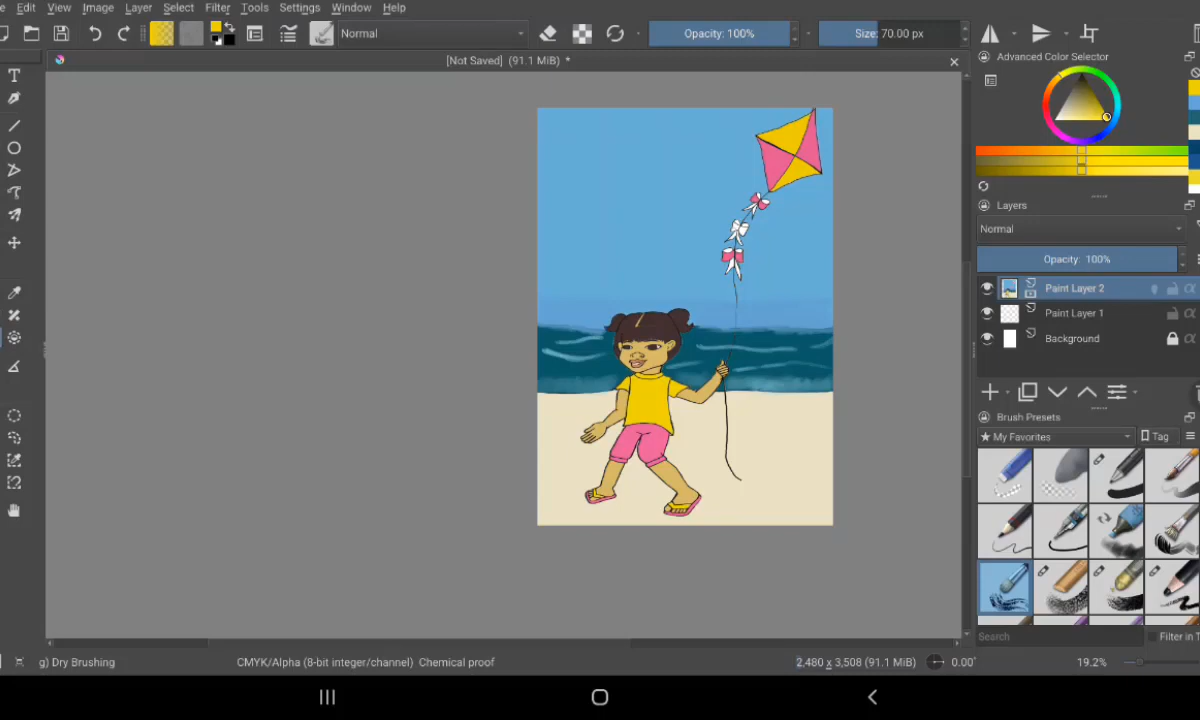 e Edit View Image Layer Select Filter Tools Settings Window Help
Normal
Opacity: 100%
Size: 70.00 px
[Not Saved] (91.1 MiB) *
Advanced Color Selector
T
Layers
Normal
Opacity: 100%
Paint Layer 2
Paint Layer 1
Background
Brush Presets
My Favorites
Tag
Search
Filter in T
g) Dry Brushing
CMYK/Alpha (8-bit integer/channel) Chemical proof
2,480 x 3,508 (91.1 MiB)
0.00°
19.2%